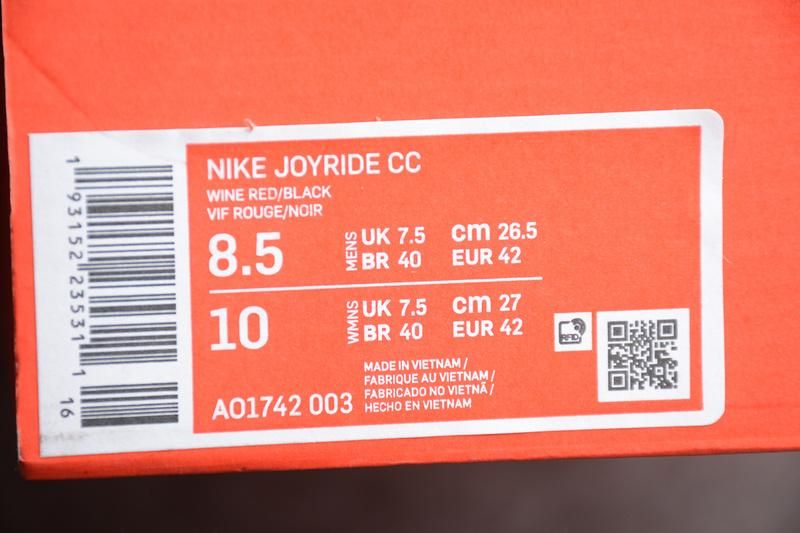 1 93152 23531 1
16
NIKE JOYRIDE CC
WINE RED/BLACK
VIF ROUGE/NOIR
8.5
MENS
UK 7.5
cm 26.5
BR 40
EUR 42
10
WMNS
UK 7.5
cm 27
BR 40
EUR 42
RFID
AO1742 003
MADE IN VIETNAM /
FABRIQUE AU VIETNAM /
FABRICADO NO VIETNÃ /
HECHO EN VIETNAM